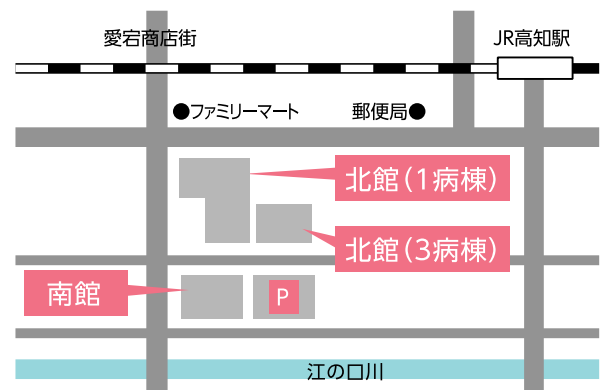 愛宕商店街
JR高知駅
●ファミリーマート
郵便局●
北館（1病棟）
北館（3病棟）
南館
P
江の口川